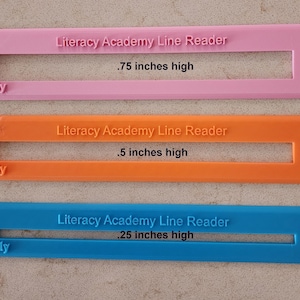 Literacy Academy Line Reader
.75 inches high
y
Literacy Academy Line Reader
.5 inches high
y
Literacy Academy Line Reader
.25 inches high
My